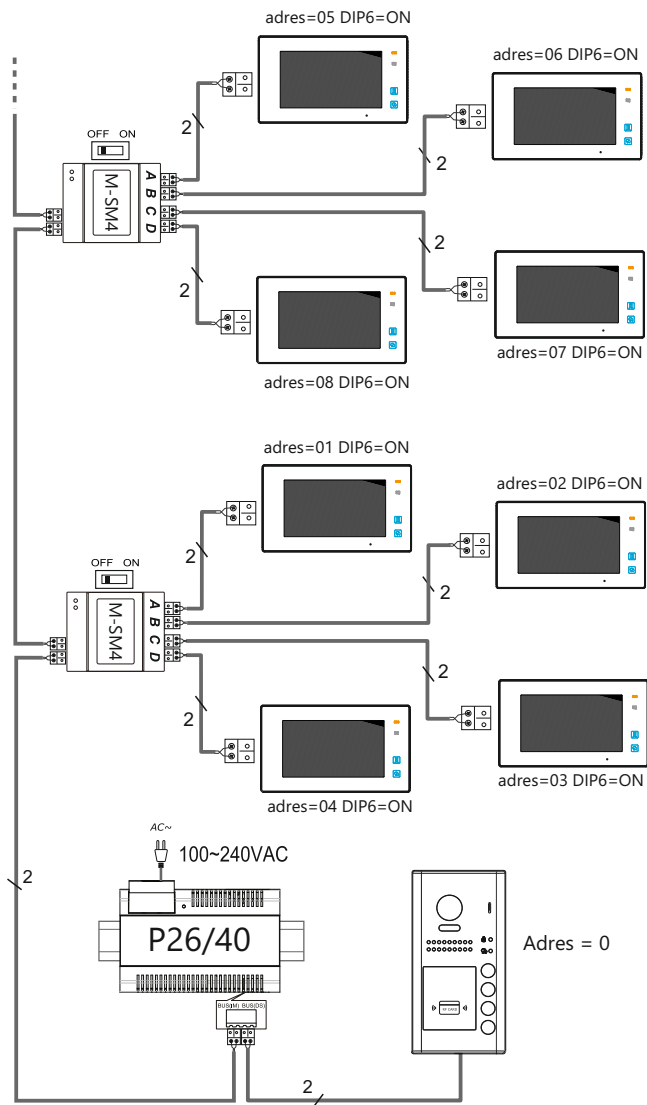 adres=05 DIP6=ON
adres=06 DIP6=ON
2
2
OFF ON
M-SM4
A
B
C
D
2
2
adres=07 DIP6=ON
adres=08 DIP6=ON
adres=01 DIP6=ON
adres=02 DIP6=ON
2
2
OFF ON
M-SM4
A
B
C
D
2
2
adres=03 DIP6=ON
adres=04 DIP6=ON
AC~
100~240VAC
2
P26/40
Adres = 0
RF CARD
BUS(IM) BUS(DS)
2